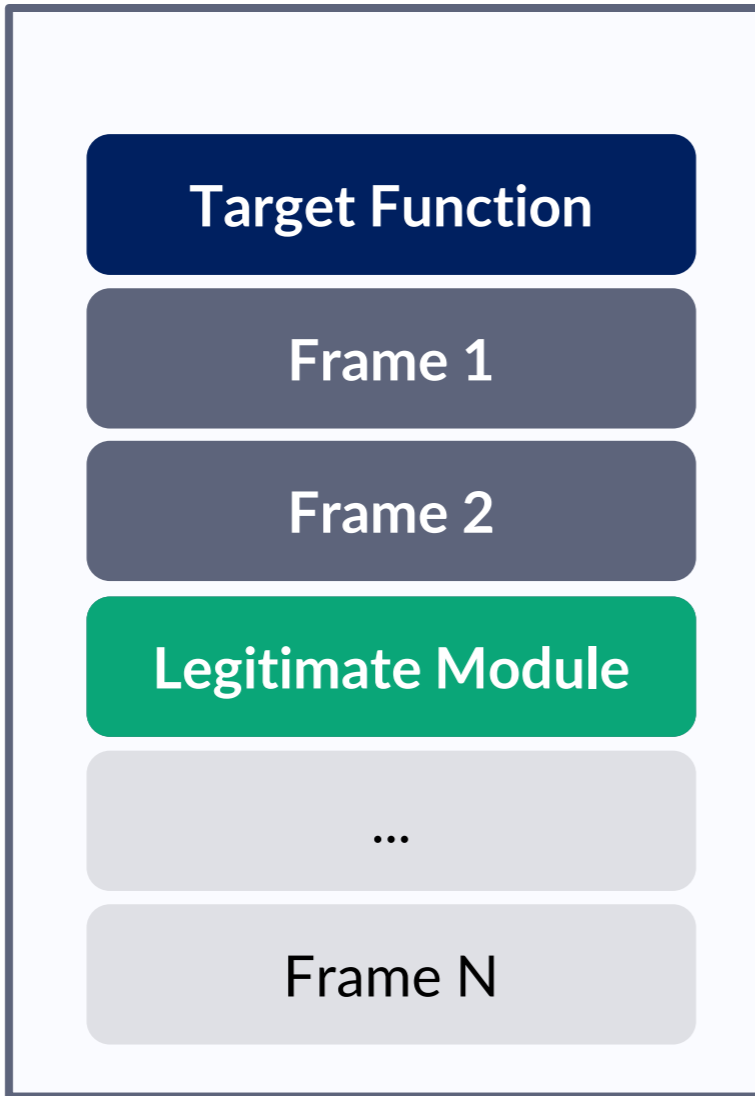 Target Function
Frame 1
Frame 2
Legitimate Module
...
Frame N